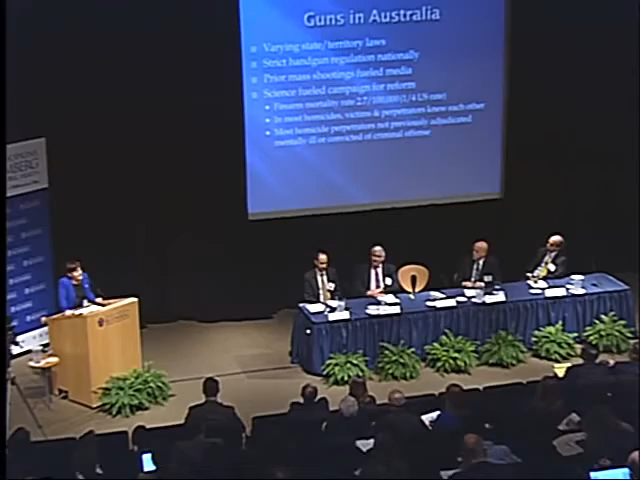 Guns in Australia
Varying state/territory laws
Strict handgun regulation nationally
Prior mass shootings fueled media
Science fueled campaign for reform
Firearm mortality rate 2.7/100,000 (1/4 US rate)
In most homicides, victims & perpetrators knew each other
Most homicide perpetrators not previously adjudicated
mentally ill or convicted of criminal offense